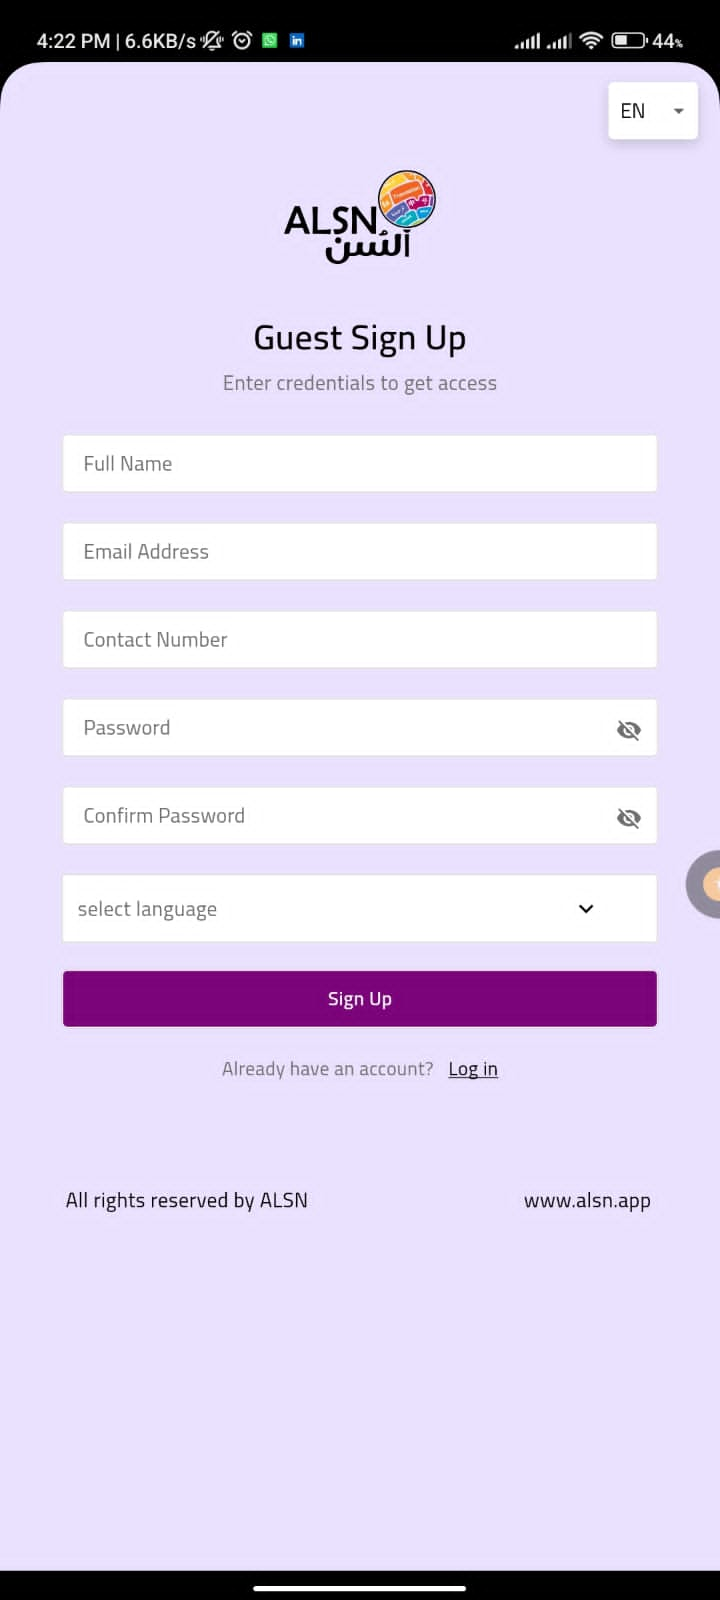 4:22 PM | 6.6KB/s
44%
EN
ALSN
ألسن
Guest Sign Up
Enter credentials to get access
Full Name
Email Address
Contact Number
Password
Confirm Password
select language
Sign Up
Already have an account? Log in
All rights reserved by ALSN
www.alsn.app